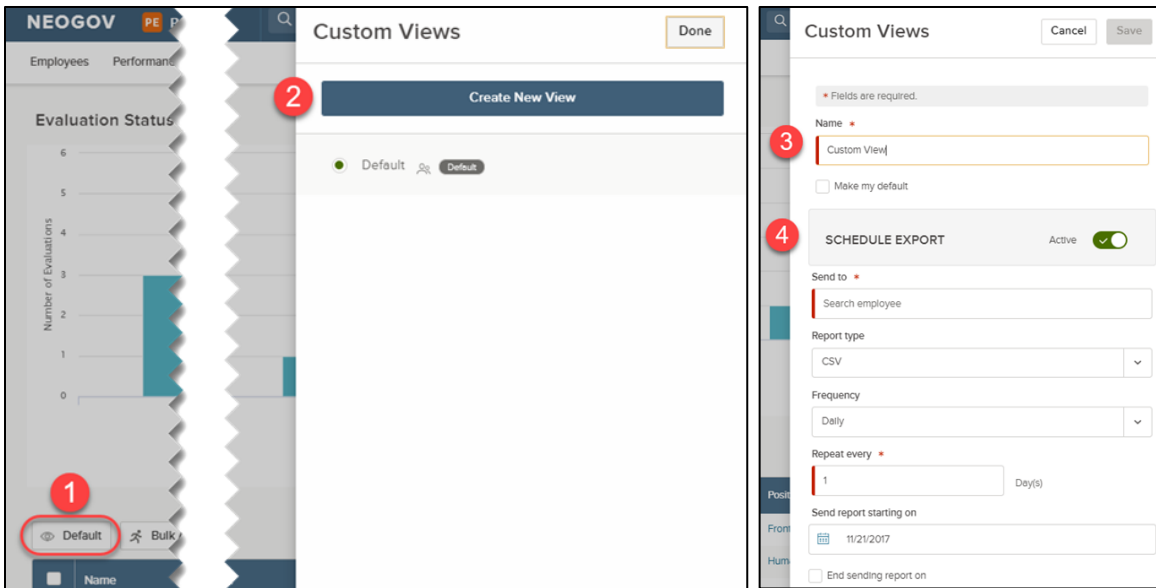 NEOGOV PE P
Employees Performanc
Evaluation Status
6
5
4
3
2
1
0
Number of Evaluations
1
Default Bulk
Name
Custom Views Done
2
Create New View
Default Default
Custom Views Cancel Save
* Fields are required.
Name *
3
Custom View
Make my default
4
SCHEDULE EXPORT Active
Send to *
Search employee
Report type
CSV
Frequency
Daily
Repeat every *
1 Day(s)
Send report starting on
11/21/2017
End sending report on
Posit
Fron
Huma